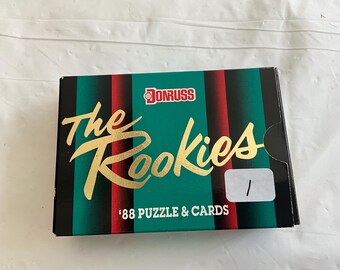 DONRUSS
The
Rookies
1
'88 PUZZLE & CARDS